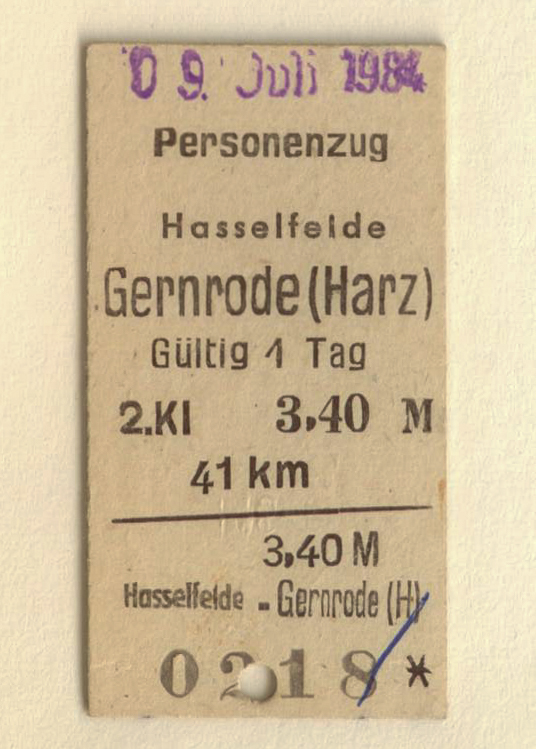 09. Juli 1984
Personenzug
Hasselfelde
Gernrode (Harz)
Gültig 1 Tag
2.Kl 3,40 M
41 km
3,40 M
Hasselfelde - Gernrode (H)
0218 *